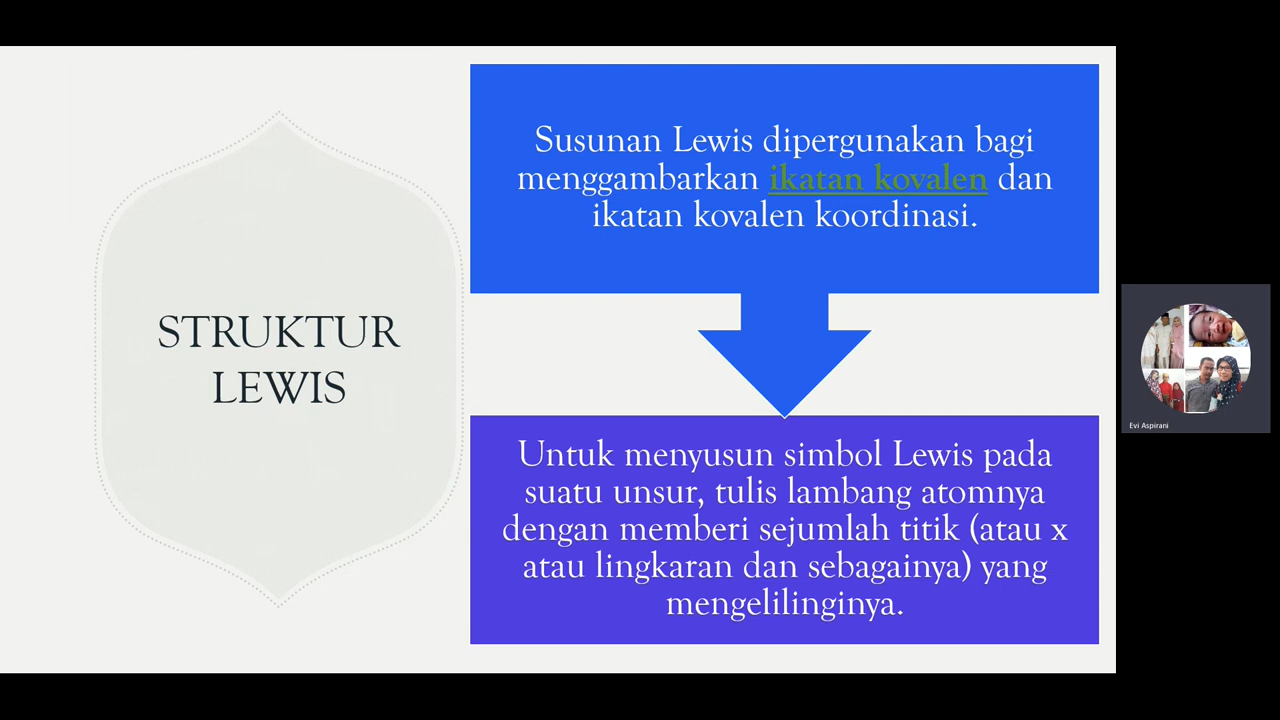 STRUKTUR
LEWIS
Susunan Lewis dipergunakan bagi
menggambarkan ikatan kovalen dan
ikatan kovalen koordinasi.
Untuk menyusun simbol Lewis pada
suatu unsur, tulis lambang atomnya
dengan memberi sejumlah titik (atau x
atau lingkaran dan sebagainya) yang
mengelilinginya.
Evi Aspirani